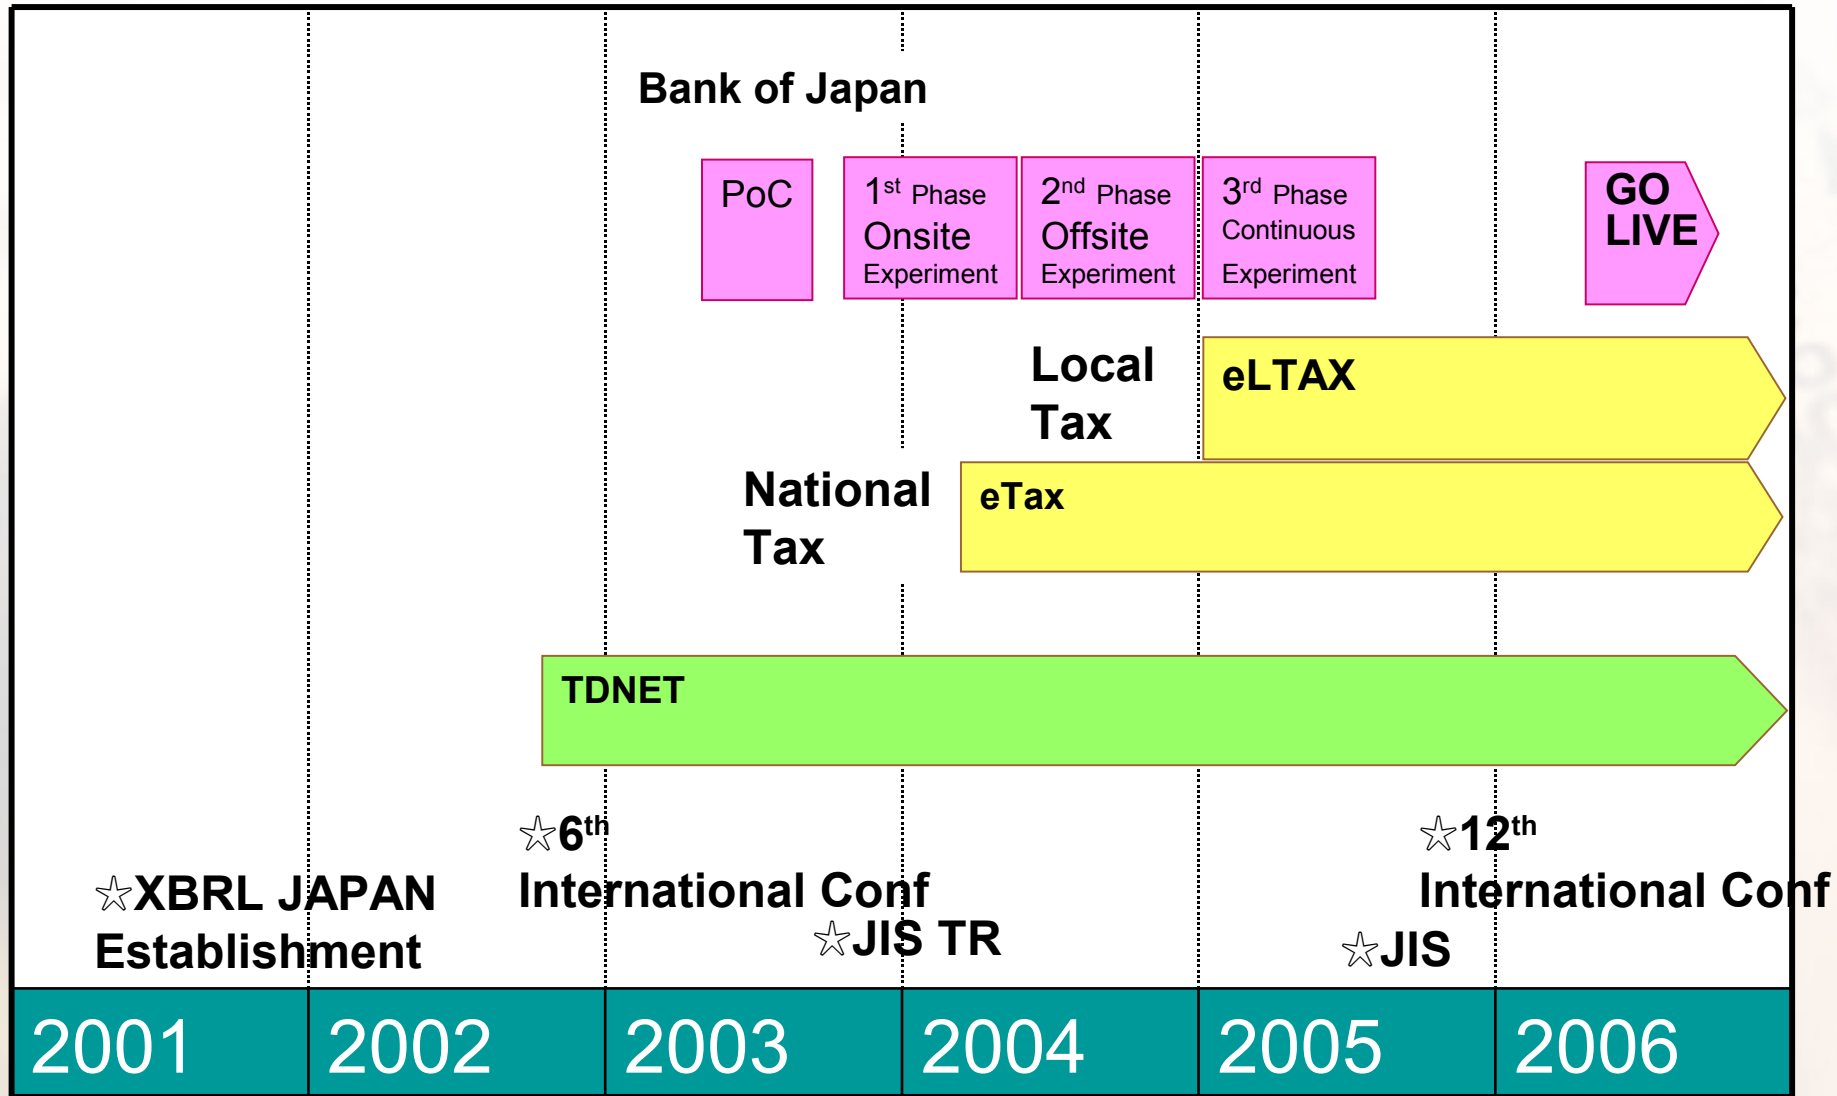 Bank of Japan
PoC
1st Phase
Onsite
Experiment
2nd Phase
Offsite
Experiment
3rd Phase
Continuous
Experiment
GO
LIVE
Local
Tax
eLTAX
National
Tax
eTax
TDNET
☆6th
International Conf
☆12th
International Conf
☆XBRL JAPAN
Establishment
☆JIS TR
☆JIS
2001
2002
2003
2004
2005
2006